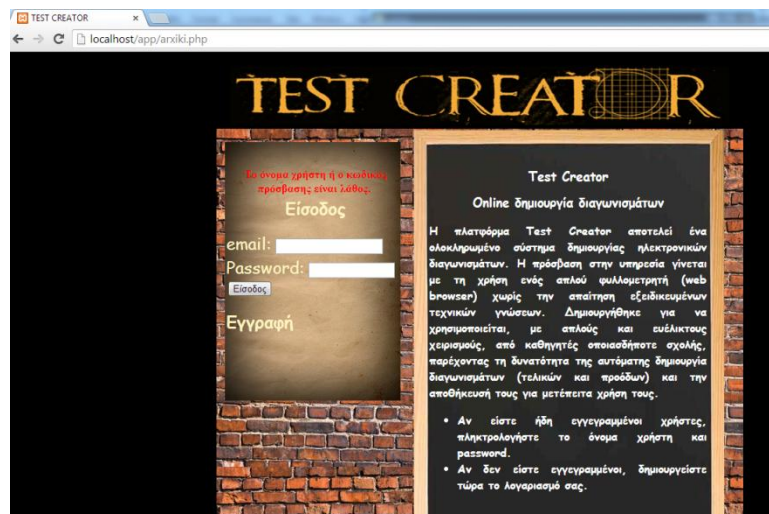 TEST CREATOR
localhost/app/arxiki.php
TEST CREATOR
Το όνομα χρήστη ή ο κωδικός
πρόσβασης είναι λάθος.
Είσοδος
email:
Password:
Είσοδος
Εγγραφή
Test Creator
Online δημιουργία διαγωνισμάτων
Η πλατφόρμα Test Creator αποτελεί ένα
ολοκληρωμένο σύστημα δημιουργίας ηλεκτρονικών
διαγωνισμάτων. Η πρόσβαση στην υπηρεσία γίνεται
με τη χρήση ενός απλού φυλλομετρητή (web
browser) χωρίς την απαίτηση εξειδικευμένων
τεχνικών γνώσεων. Δημιουργήθηκε για να
χρησιμοποιείται, με απλούς και ευέλικτους
χειρισμούς, από καθηγητές οποιασδήποτε σχολής,
παρέχοντας τη δυνατότητα της αυτόματης δημιουργία
διαγωνισμάτων (τελικών και προόδων) και την
αποθήκευσή τους για μετέπειτα χρήση τους.
• Αν είστε ήδη εγγεγραμμένοι χρήστες,
πληκτρολογήστε το όνομα χρήστη και
password.
• Αν δεν είστε εγγεγραμμένοι, δημιουργείστε
τώρα το λογαριασμό σας.